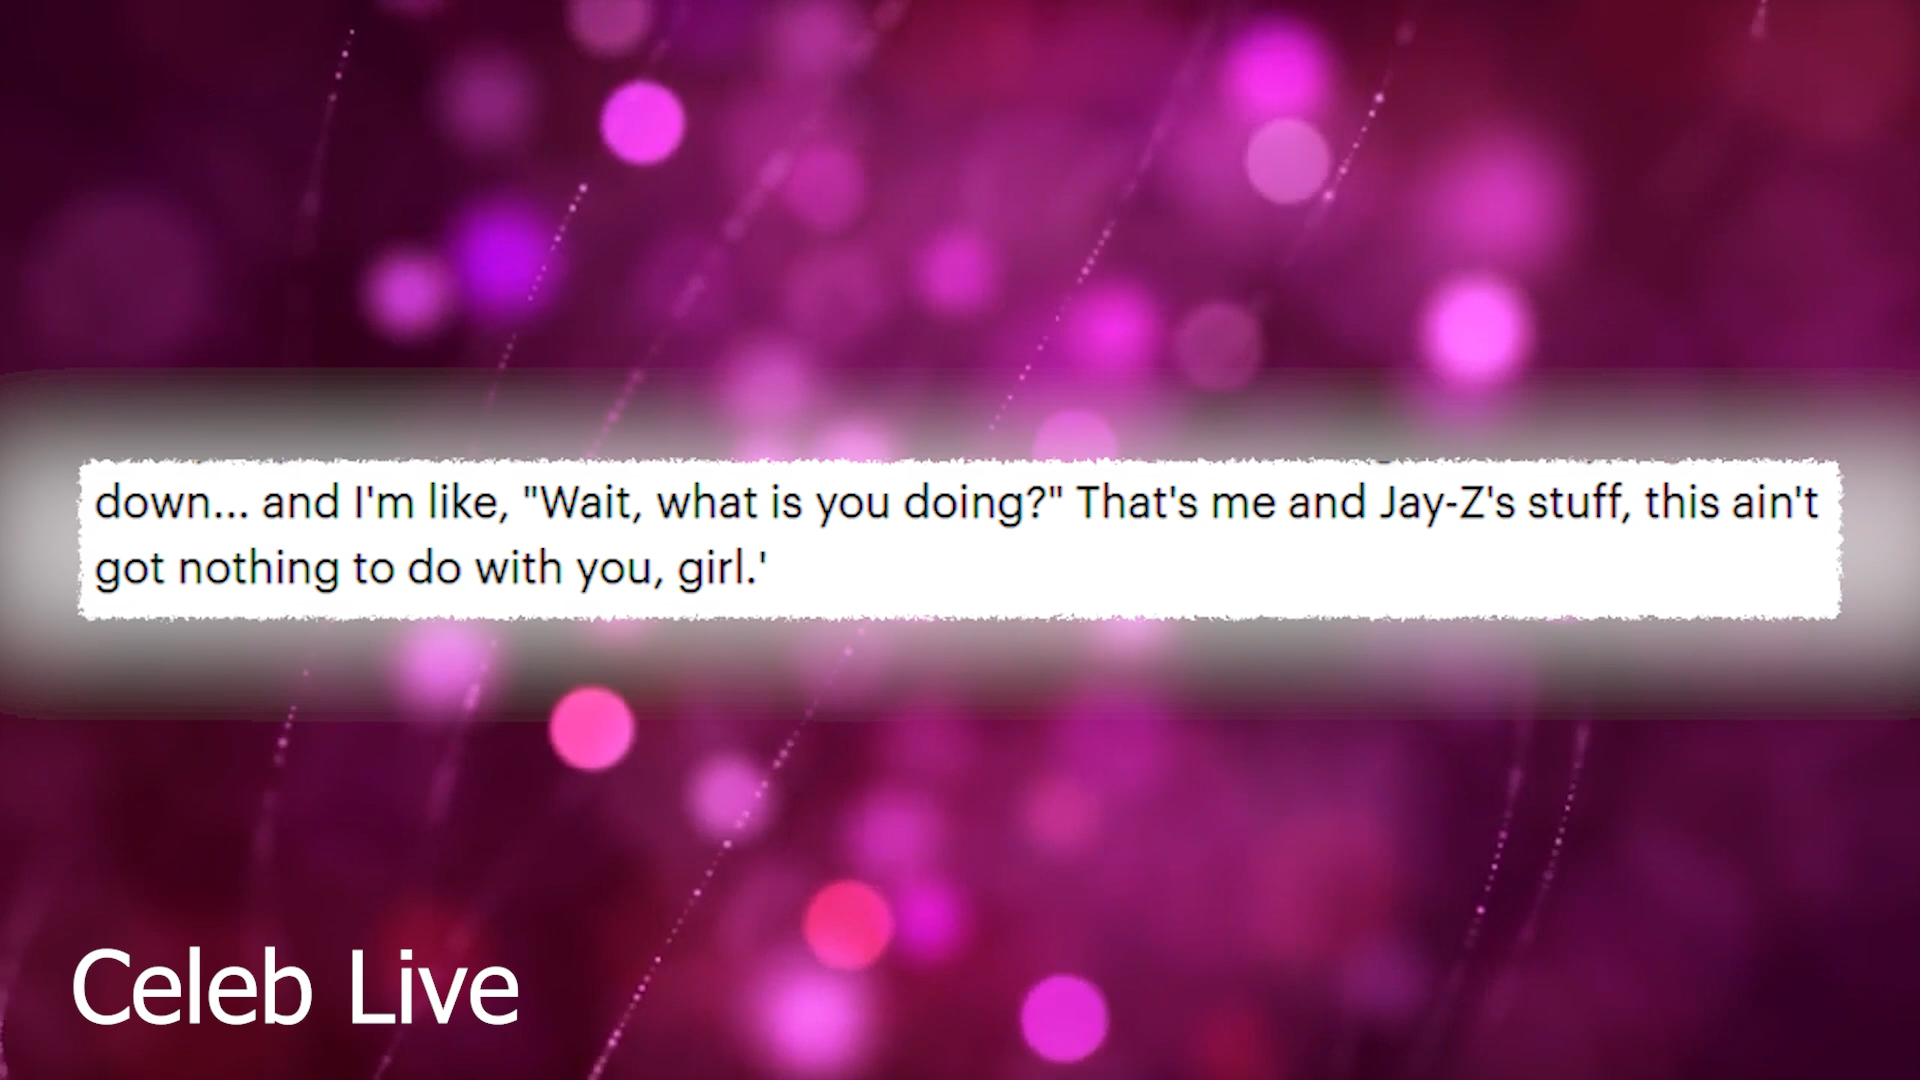 down... and I'm like, "Wait, what is you doing?" That's me and Jay-Z's stuff, this ain't
got nothing to do with you, girl.'
Celeb Live